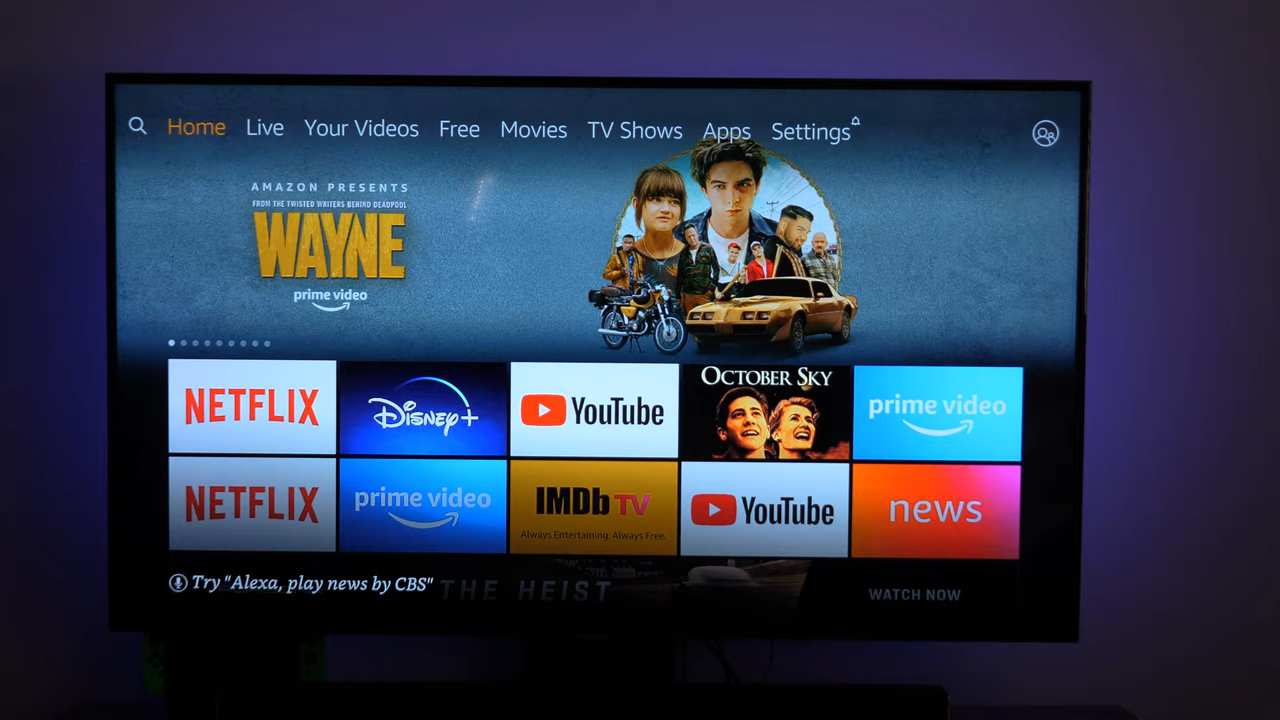 Home Live Your Videos Free Movies TV Shows Apps Settings
AMAZON PRESENTS
FROM THE TWISTED WRITERS BEHIND DEADPOOL
WAYNE
prime video
NETFLIX
Disney+
YouTube
OCTOBER SKY
prime video
NETFLIX
prime video
IMDb TV
Always Entertaining. Always Free.
YouTube
news
Try "Alexa, play news by CBS"
THE HEIST
WATCH NOW